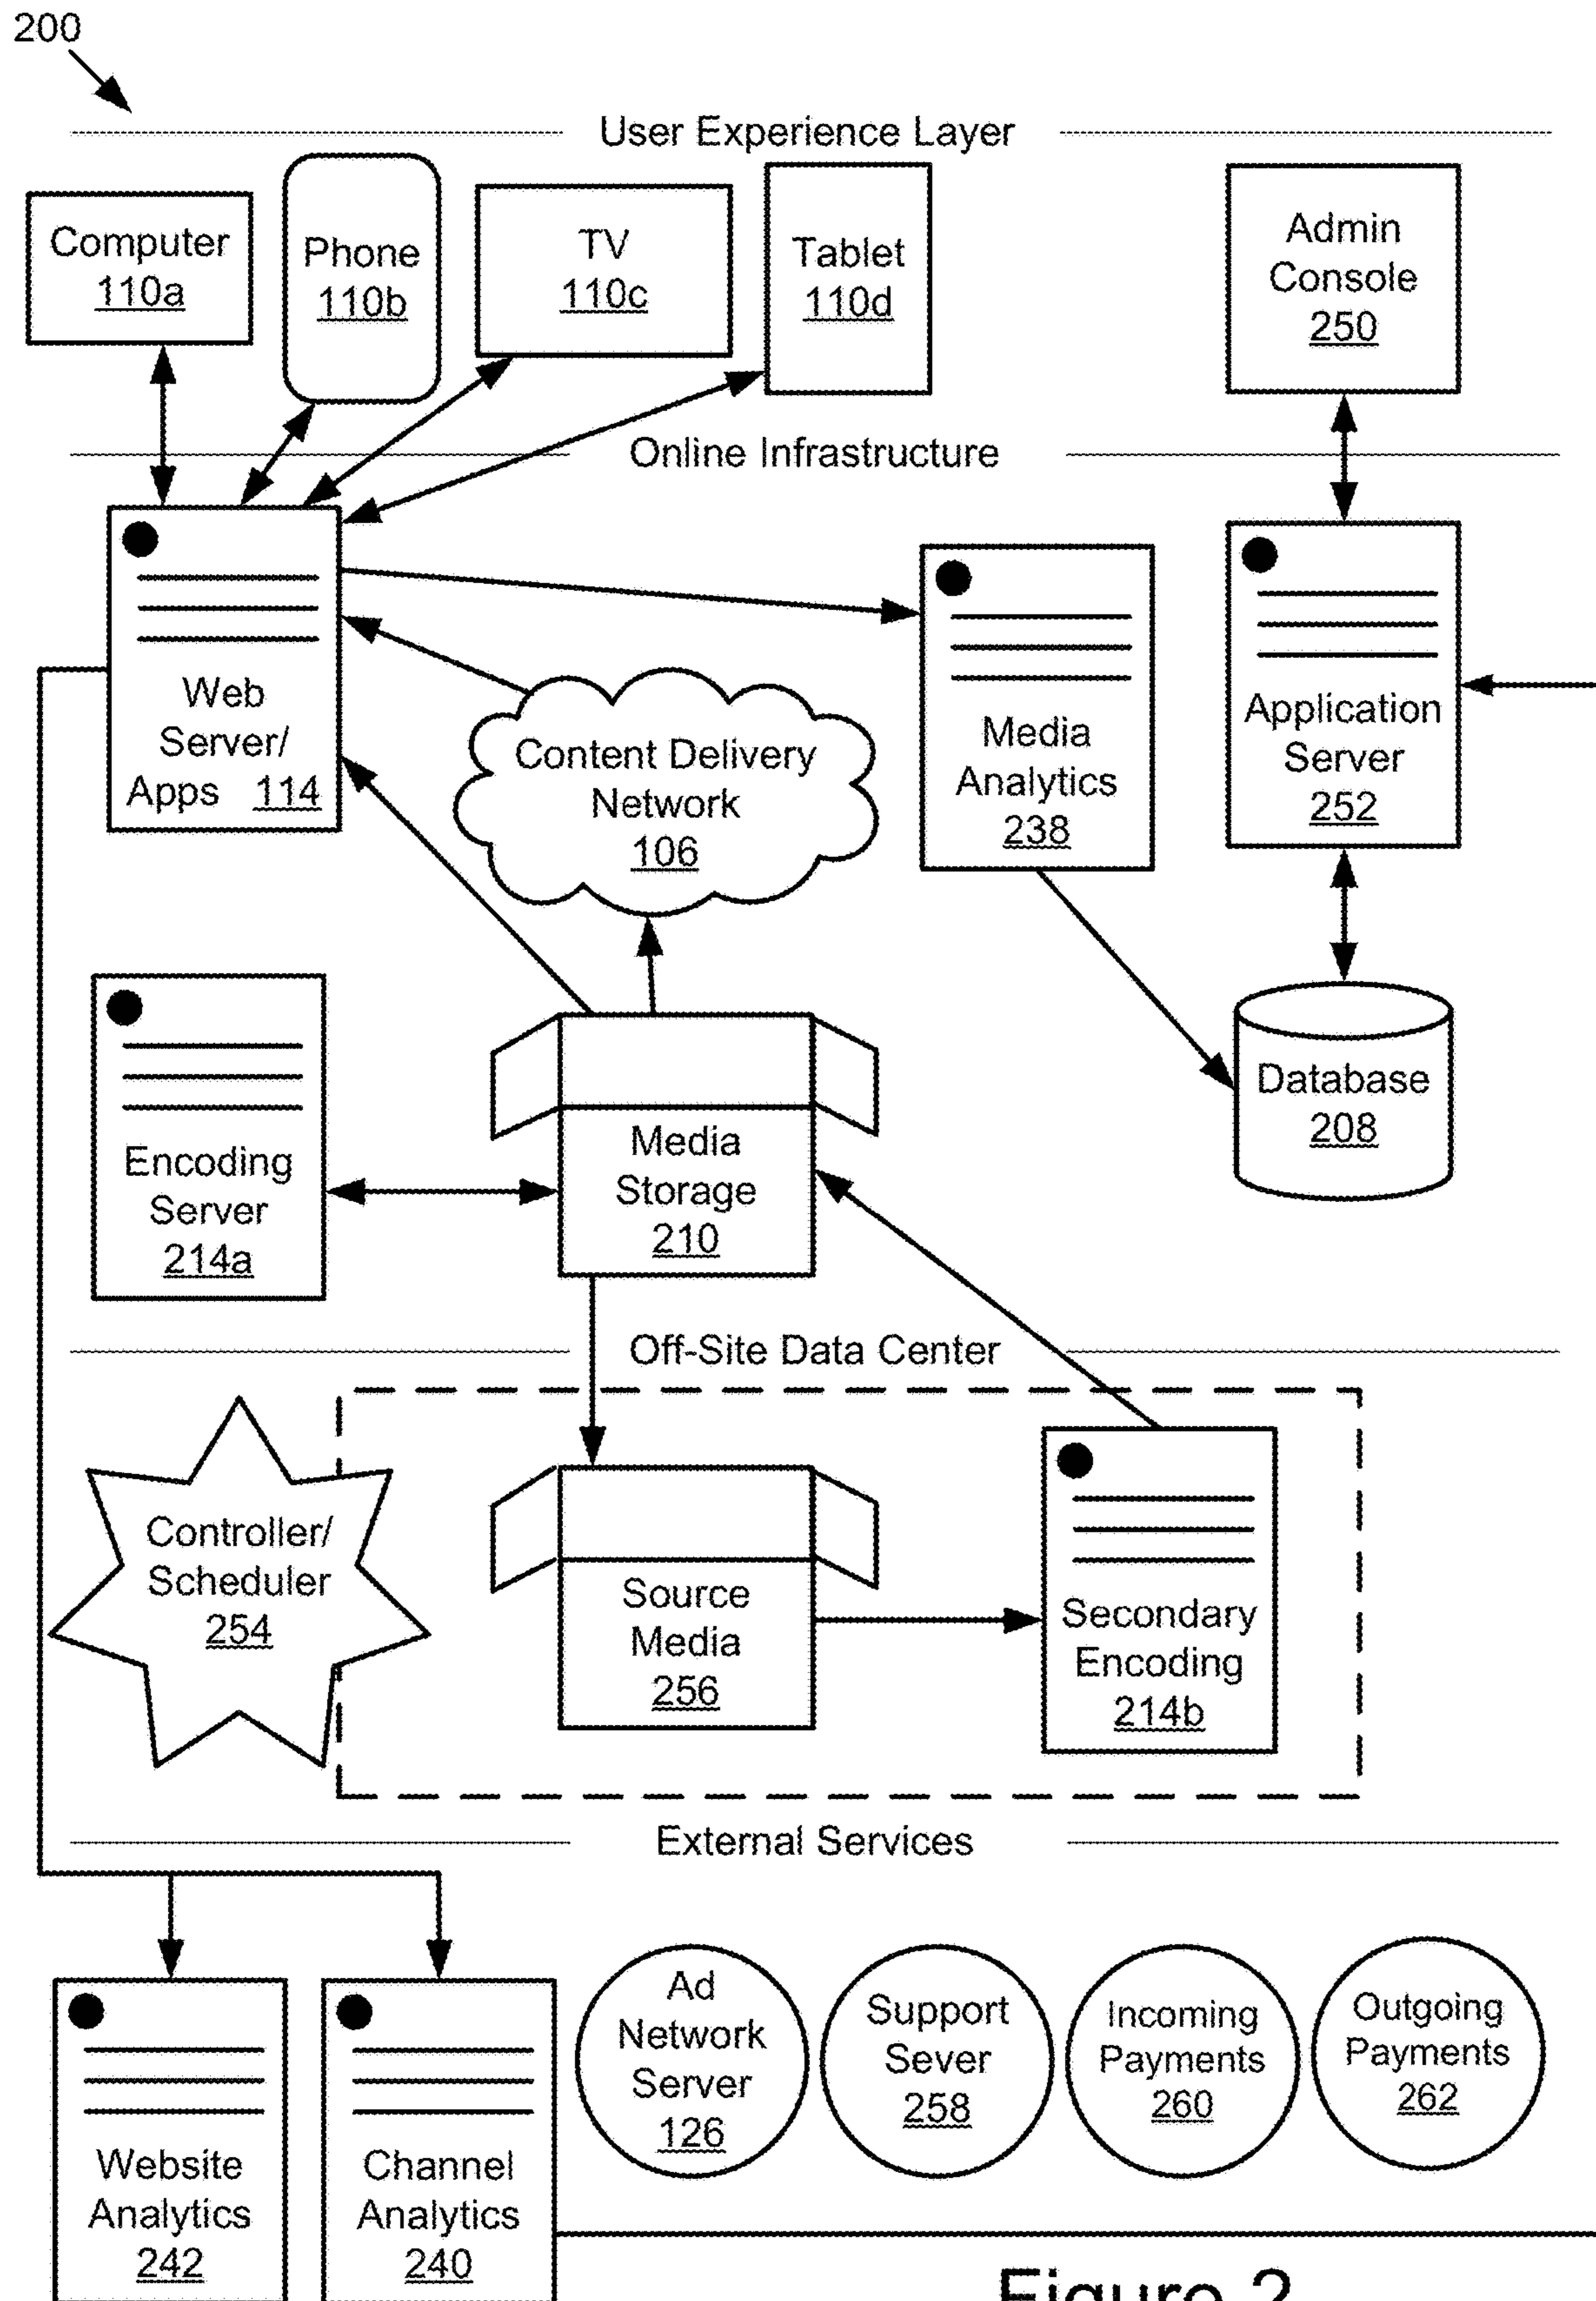 200
User Experience Layer
Computer
110a
Phone
110b
TV
110c
Tablet
110d
Admin
Console
250
Online Infrastructure
Web
Server/
Apps 114
Content Delivery
Network
106
Media
Analytics
238
Application
Server
252
Encoding
Server
214a
Media
Storage
210
Database
208
Off-Site Data Center
Controller/
Scheduler
254
Source
Media
256
Secondary
Encoding
214b
External Services
Website
Analytics
242
Channel
Analytics
240
Ad
Network
Server
126
Support
Sever
258
Incoming
Payments
260
Outgoing
Payments
262
Figure 2